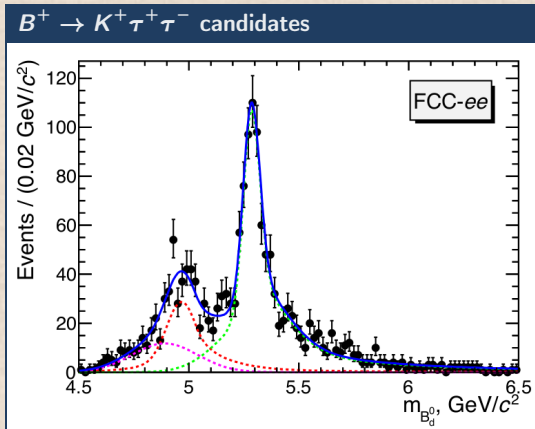 B⁺ → K⁺τ⁺τ⁻ candidates
Events / (0.02 GeV/c²)
120
100
80
60
40
20
0
FCC-ee
4.5 5 5.5 6 6.5
m_{B_d^0}, GeV/c²